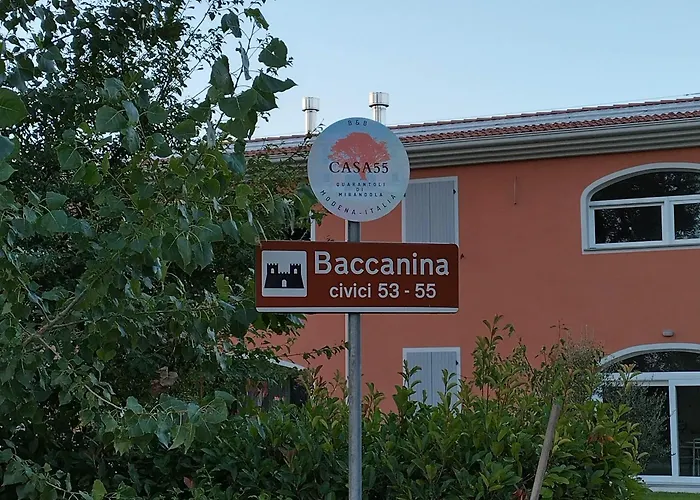 B&B
CASA55
QUARANTOLI
DI
MIRANDOLA
MODENA-ITALIA
Baccanina
civici 53 - 55